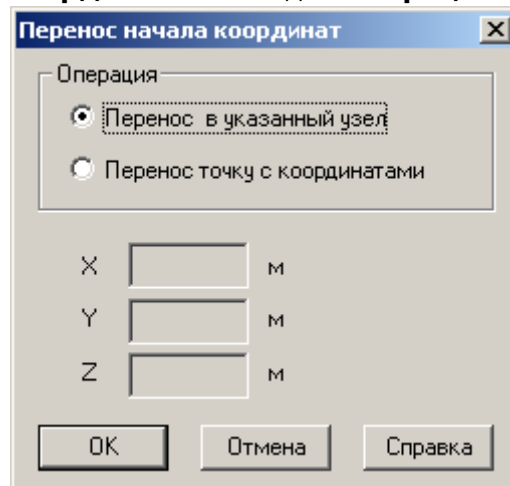 Перенос начала координат
Операция
Перенос в указанный узел
Перенос точку с координатами
X м
Y м
Z м
OK Отмена Справка